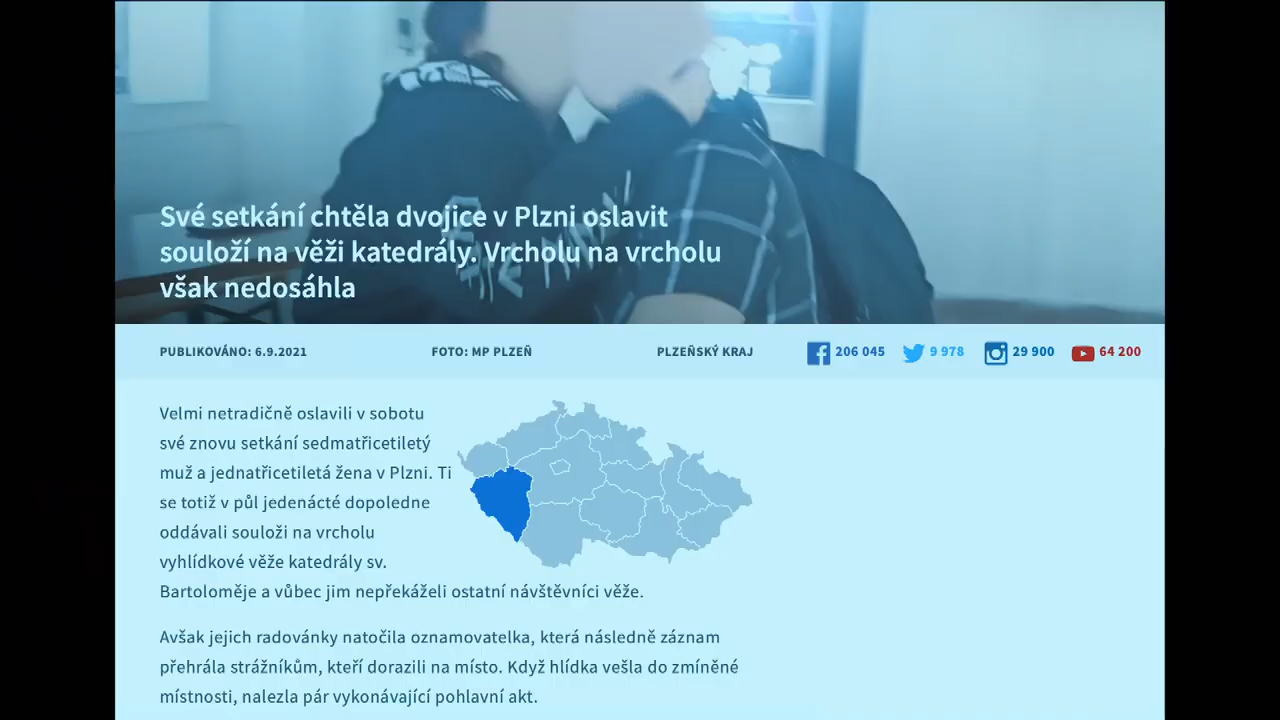 Své setkání chtěla dvojice v Plzni oslavit
souloží na věži katedrály. Vrcholu na vrcholu
však nedosáhla
PUBLIKOVÁNO: 6.9.2021 FOTO: MP PLZEŇ PLZEŇSKÝ KRAJ 206 045 9 978 29 900 64 200
Velmi netradičně oslavili v sobotu
své znovu setkání sedmatřicetiletý
muž a jednatřicetiletá žena v Plzni. Ti
se totiž v půl jedenácté dopoledne
oddávali souloži na vrcholu
vyhlídkové věže katedrály sv.
Bartoloměje a vůbec jim nepřekáželi ostatní návštěvníci věže.
Avšak jejich radovánky natočila oznamovatelka, která následně záznam
přehrála strážníkům, kteří dorazili na místo. Když hlídka vešla do zmíněné
místnosti, nalezla pár vykonávající pohlavní akt.